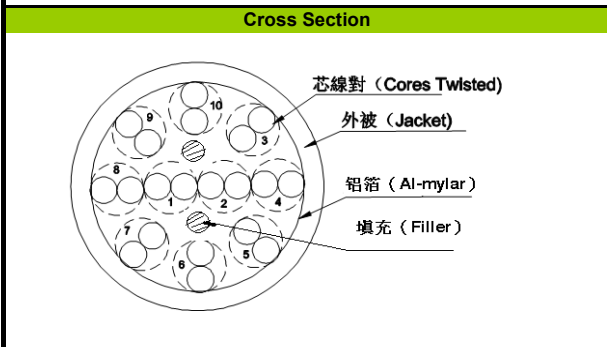 Cross Section
芯線對（Cores Twisted)
外被（Jacket)
铝箔（Al-mylar）
填充（Filler）
9
10
3
8
1
2
4
7
6
5